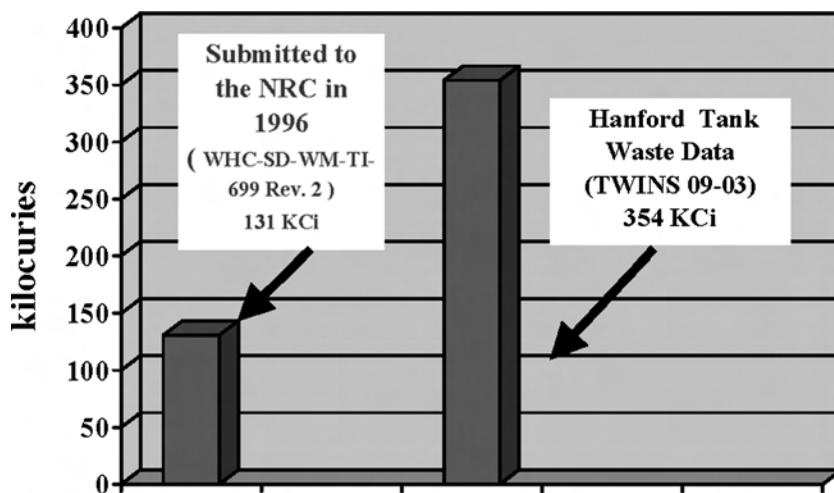 400
350
300
250
200
150
100
50
0
kilocuries
Submitted to
the NRC in
1996
( WHC-SD-WM-TI-
699 Rev. 2 )
131 KCi
Hanford Tank
Waste Data
(TWINS 09-03)
354 KCi